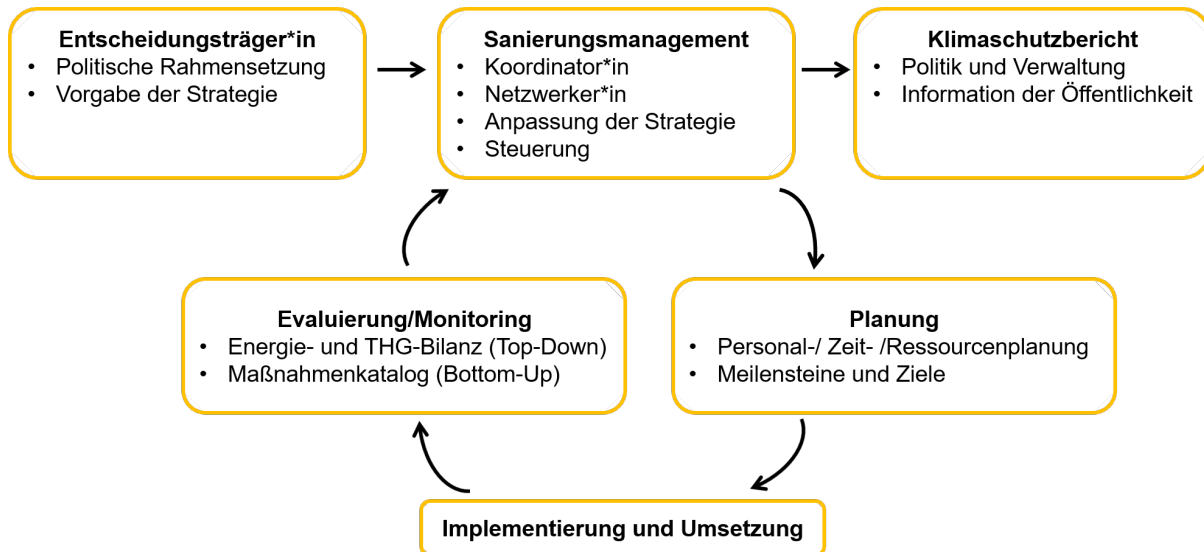 Entscheidungsträger*in
• Politische Rahmensetzung
• Vorgabe der Strategie
Sanierungsmanagement
• Koordinator*in
• Netzwerker*in
• Anpassung der Strategie
• Steuerung
Klimaschutzbericht
• Politik und Verwaltung
• Information der Öffentlichkeit
Evaluierung/Monitoring
• Energie- und THG-Bilanz (Top-Down)
• Maßnahmenkatalog (Bottom-Up)
Planung
• Personal-/ Zeit- /Ressourcenplanung
• Meilensteine und Ziele
Implementierung und Umsetzung